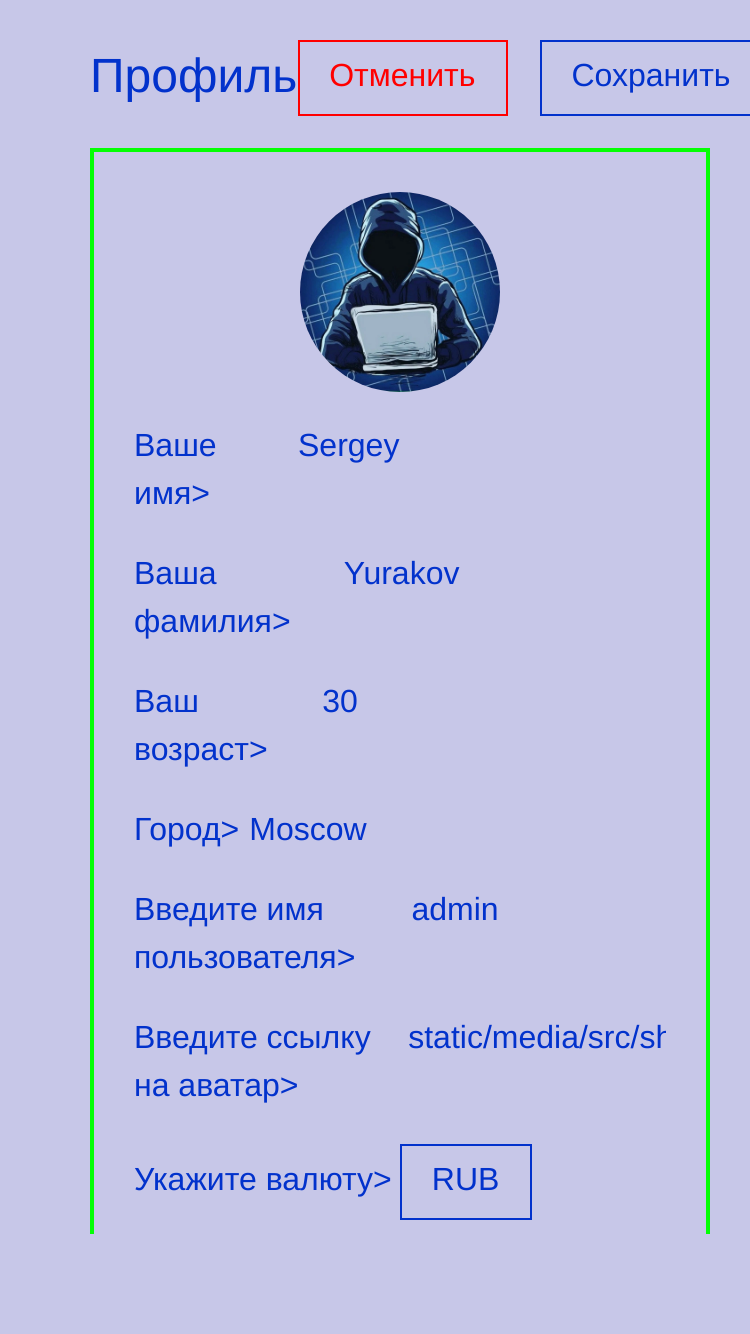 Профиль Отменить Сохранить
Ваше Sergey
имя>
Ваша Yurakov
фамилия>
Ваш 30
возраст>
Город> Moscow
Введите имя admin
пользователя>
Введите ссылку static/media/src/sh
на аватар>
Укажите валюту> RUB